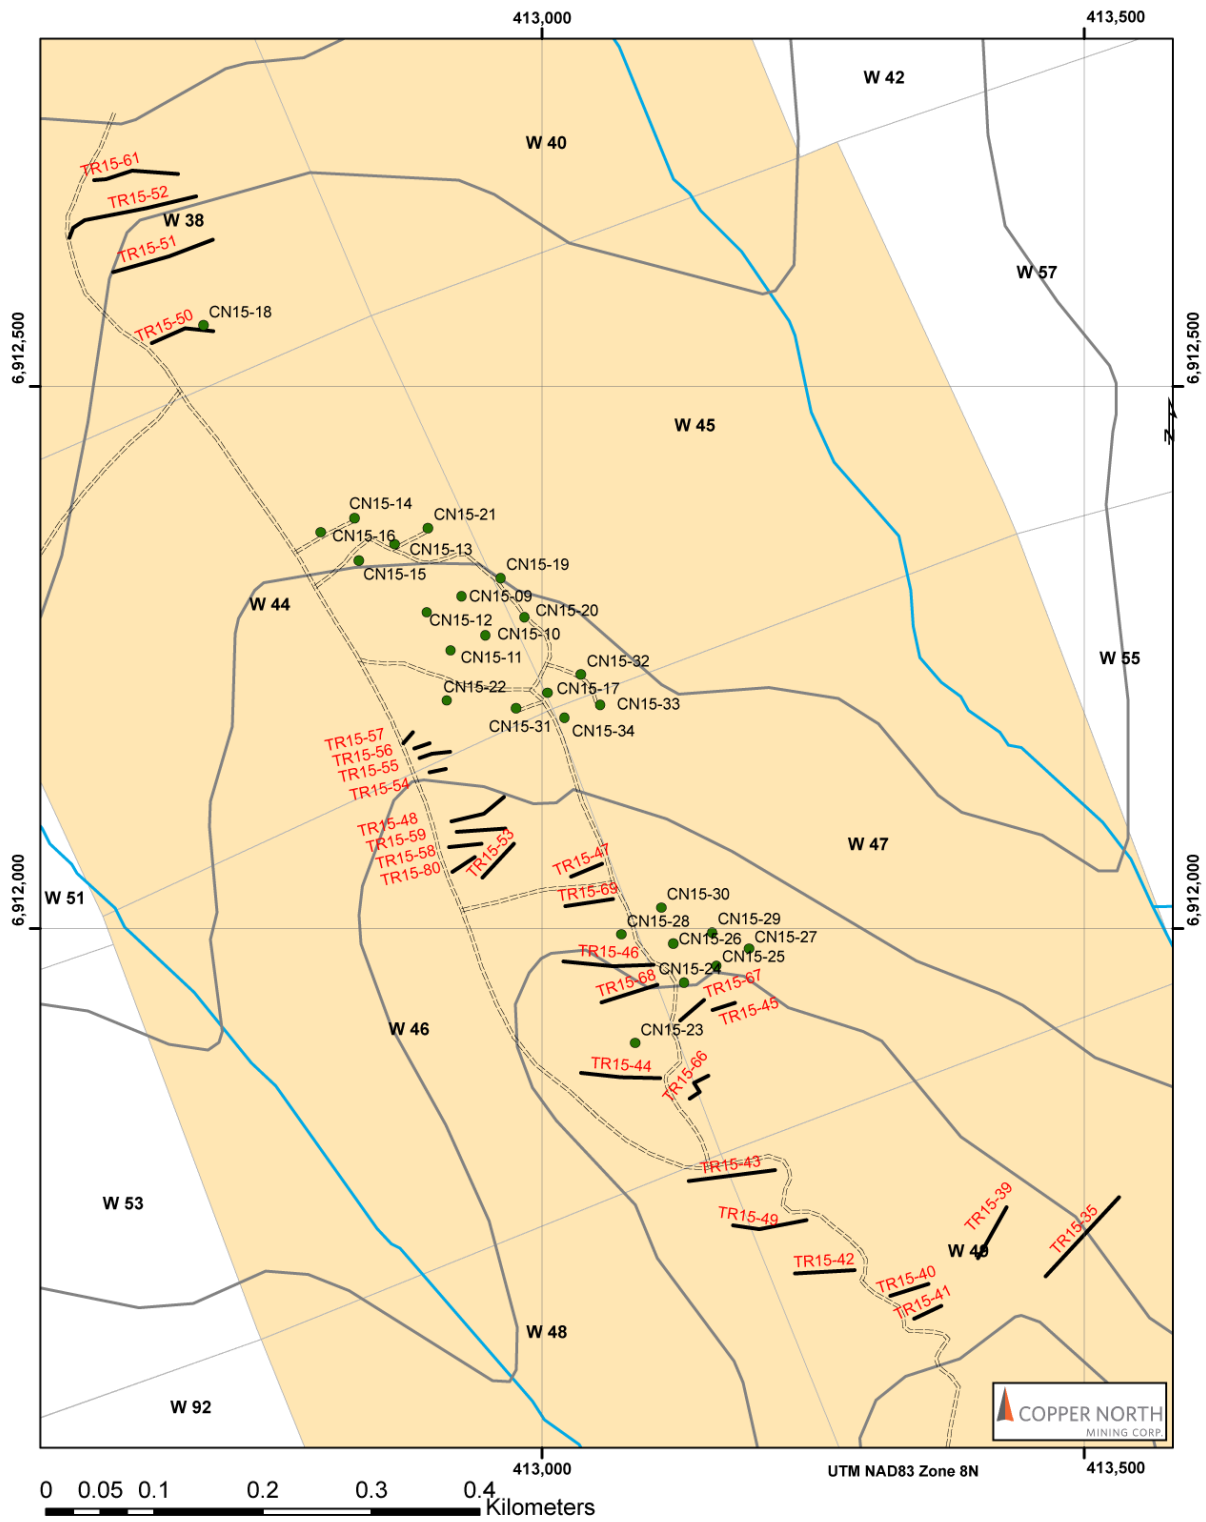 413,000
413,500
W 42
W 40
TR15-61
TR15-52
W 38
TR15-51
W 57
CN15-18
TR15-50
6,912,500
6,912,500
N
W 45
CN15-14
CN15-21
CN15-16
CN15-13
CN15-19
CN15-15
CN15-09
W 44
CN15-20
CN15-12
CN15-10
CN15-11
CN15-32
W 55
CN15-22
CN15-17
CN15-33
CN15-31
CN15-34
TR15-57
TR15-56
TR15-55
TR15-54
TR15-48
TR15-59
TR15-53
TR15-58
TR15-47
W 47
TR15-80
TR15-69
6,912,000
6,912,000
W 51
CN15-30
CN15-28
CN15-29
CN15-26
CN15-27
TR15-46
CN15-25
CN15-24
TR15-68
TR15-67
TR15-45
W 46
CN15-23
TR15-44
TR15-66
TR15-43
W 53
TR15-49
TR15-39
TR15-35
W 49
TR15-42
TR15-40
TR15-41
W 48
W 92
COPPER NORTH
MINING CORP.
413,000
UTM NAD83 Zone 8N
413,500
0 0.05 0.1 0.2 0.3 0.4
Kilometers